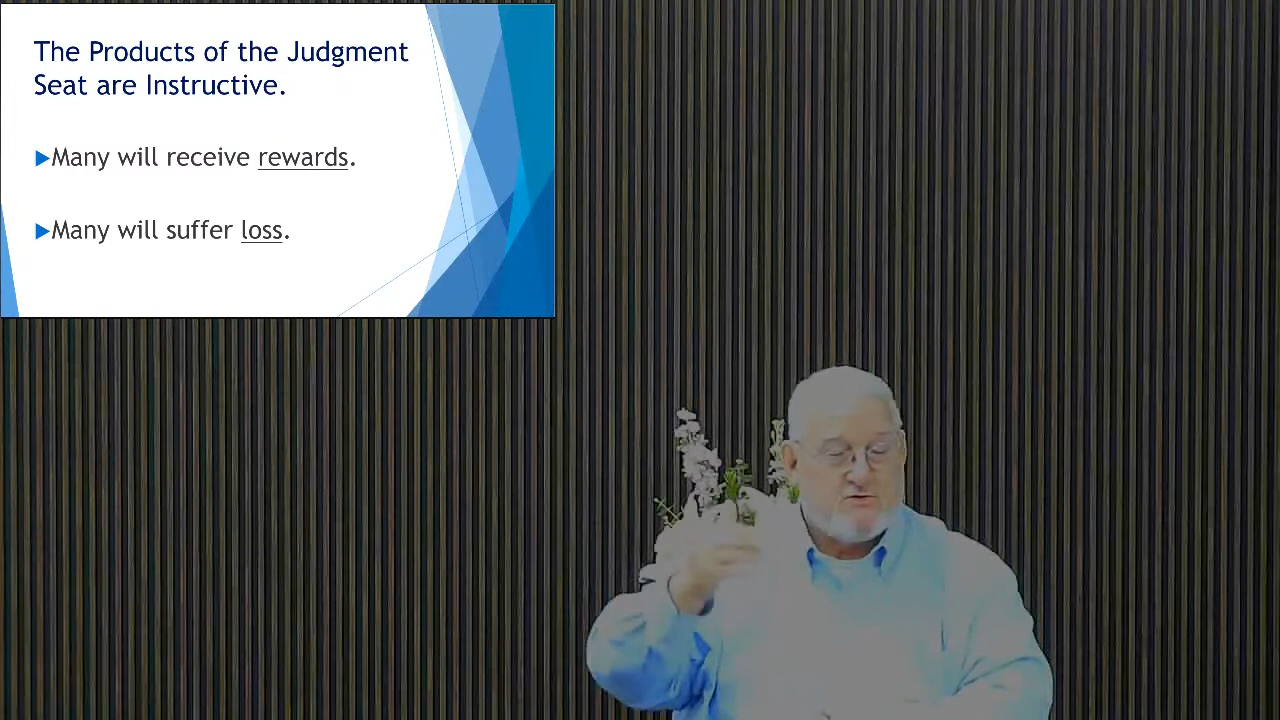 The Products of the Judgment
Seat are Instructive.
Many will receive rewards.
Many will suffer loss.